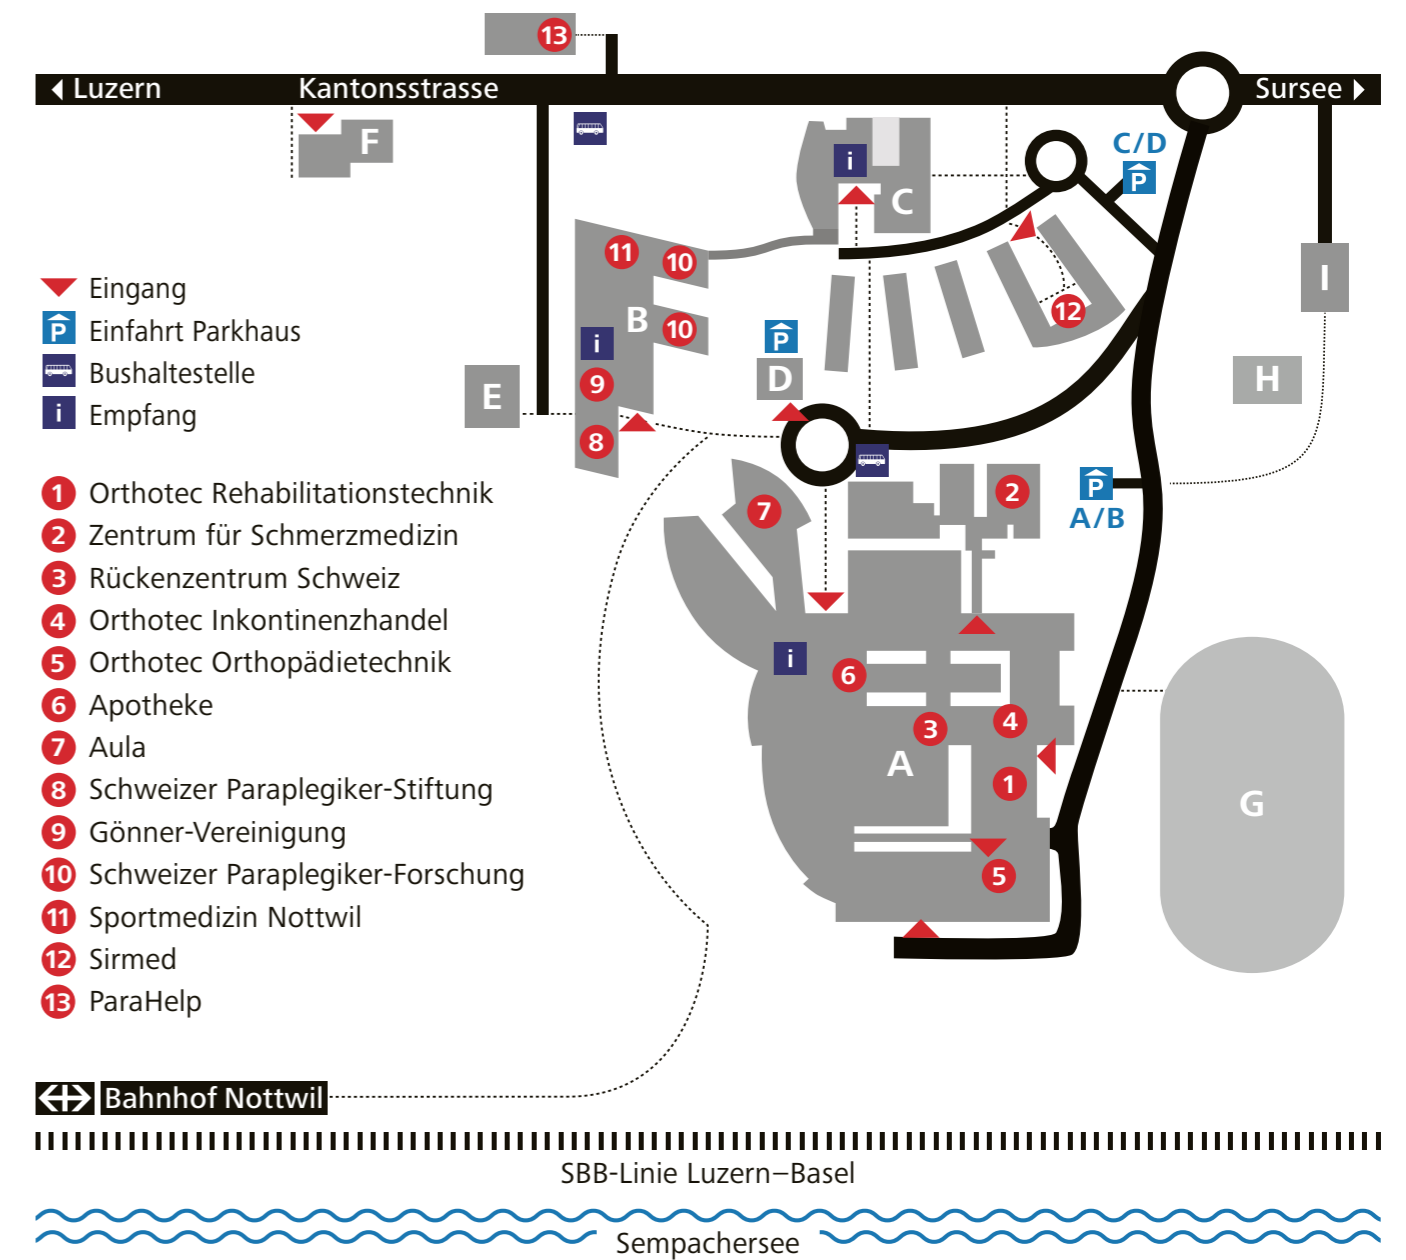 13
Luzern
Kantonsstrasse
Sursee
F
i
C
C/D
P
11
10
12
I
B
10
i
9
8
E
P
D
H
Eingang
P Einfahrt Parkhaus
Bushaltestelle
i Empfang
7
2
P
A/B
1 Orthotec Rehabilitationstechnik
2 Zentrum für Schmerzmedizin
3 Rückenzentrum Schweiz
4 Orthotec Inkontinenzhandel
5 Orthotec Orthopädietechnik
6 Apotheke
7 Aula
8 Schweizer Paraplegiker-Stiftung
9 Gönner-Vereinigung
10 Schweizer Paraplegiker-Forschung
11 Sportmedizin Nottwil
12 Sirmed
13 ParaHelp
i
6
3
4
A
1
5
G
Bahnhof Nottwil
SBB-Linie Luzern–Basel
Sempachersee